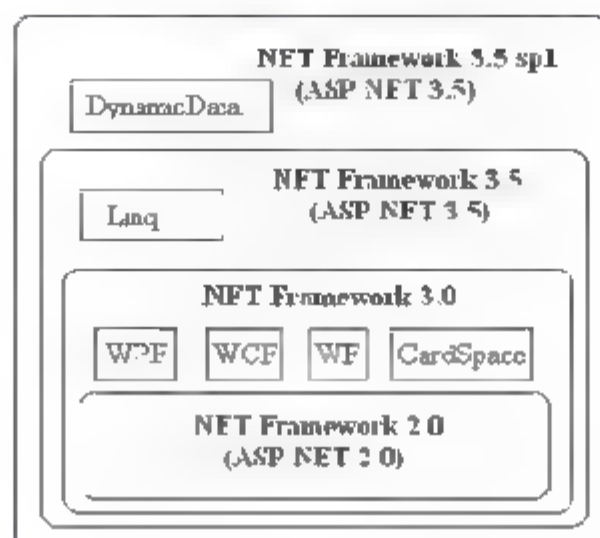 NET Framework 3.5 sp1
(ASP NET 3.5)
DynamicData
NET Framework 3.5
(ASP NET 3.5)
Linq
NET Framework 3.0
WPF
WCF
WF
CardSpace
NET Framework 2.0
(ASP NET 2.0)